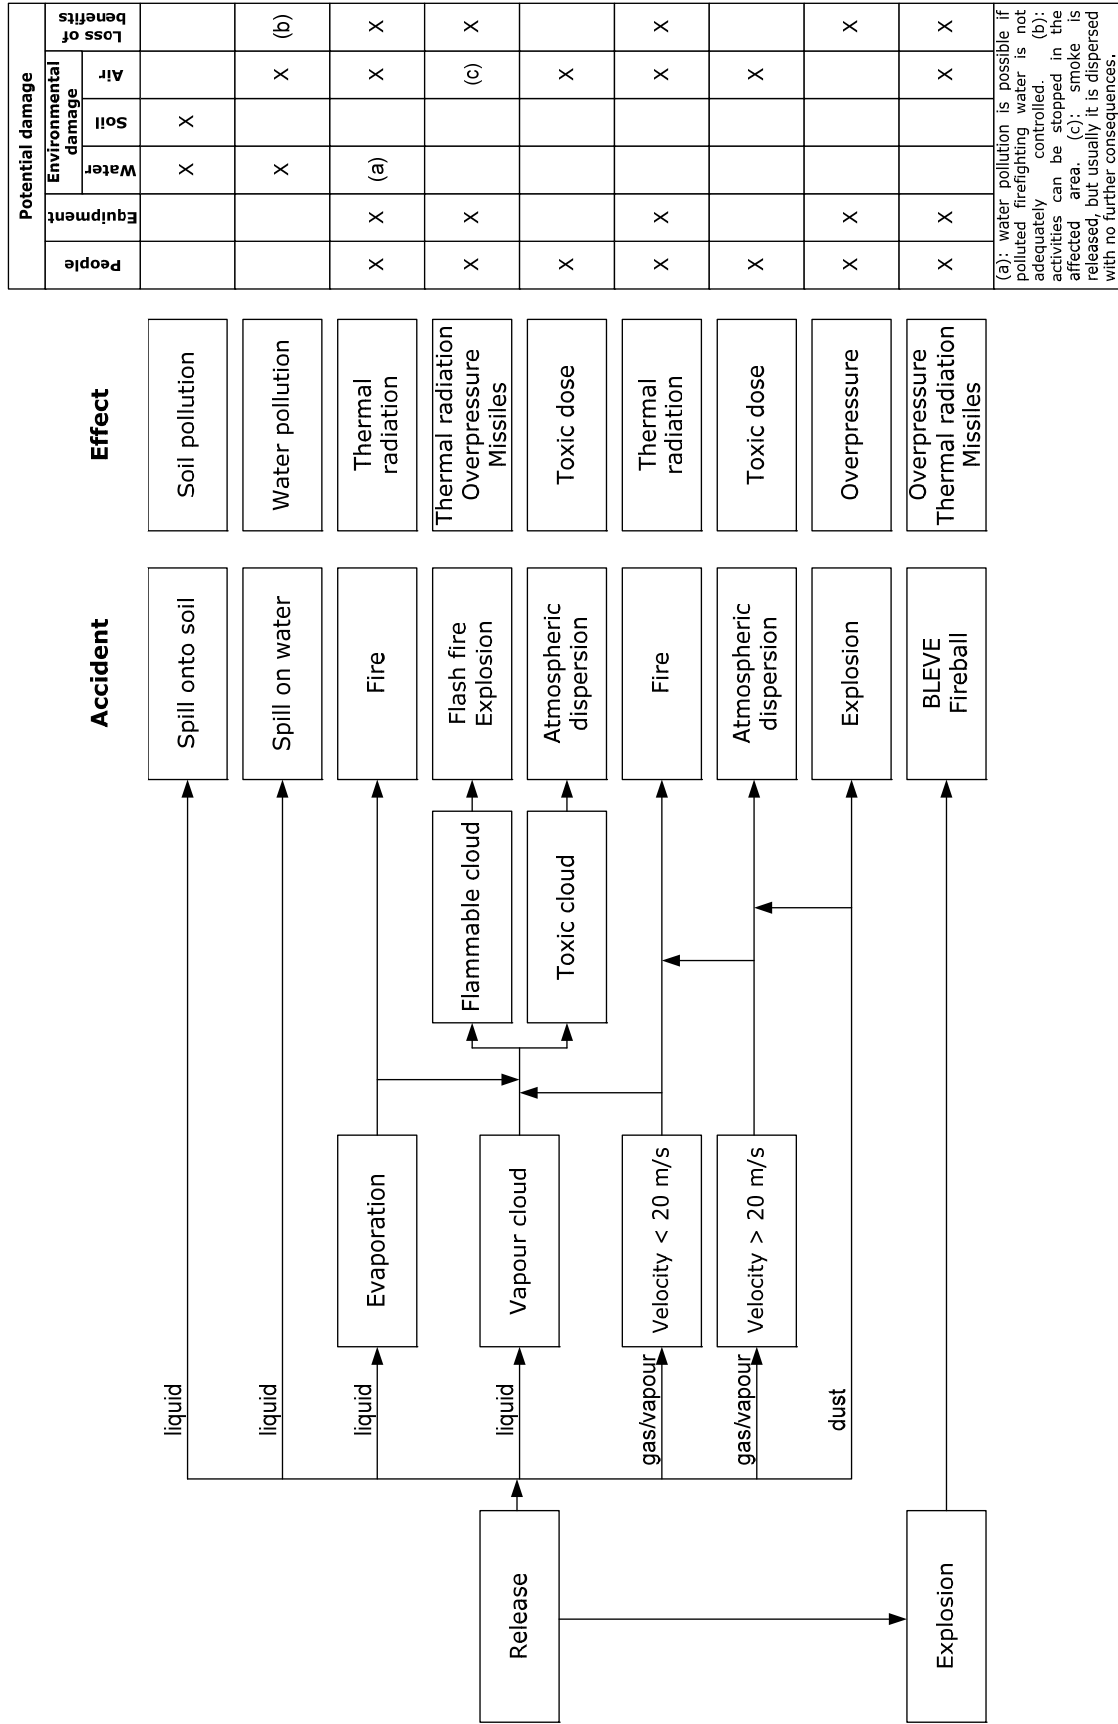 Release
Explosion
liquid
liquid
liquid
liquid
gas/vapour
gas/vapour
dust
Evaporation
Vapour cloud
Velocity < 20 m/s
Velocity > 20 m/s
Flammable cloud
Toxic cloud
Accident
Spill onto soil
Spill on water
Fire
Flash fire
Explosion
Atmospheric
dispersion
Fire
Atmospheric
dispersion
Explosion
BLEVE
Fireball
Effect
Soil pollution
Water pollution
Thermal
radiation
Thermal radiation
Overpressure
Missiles
Toxic dose
Thermal
radiation
Toxic dose
Overpressure
Overpressure
Thermal radiation
Missiles
Potential damage
People
Equipment
Environmental
damage
Water
Soil
Air
Loss of
benefits
X X
X X (b)
X X (a) X X
X X (c) X
X X
X X X X
X X
X X X
X X X X
(a): water pollution is possible if
polluted firefighting water is not
adequately controlled. (b):
activities can be stopped in the
affected area. (c): smoke is
released, but usually it is dispersed
with no further consequences.